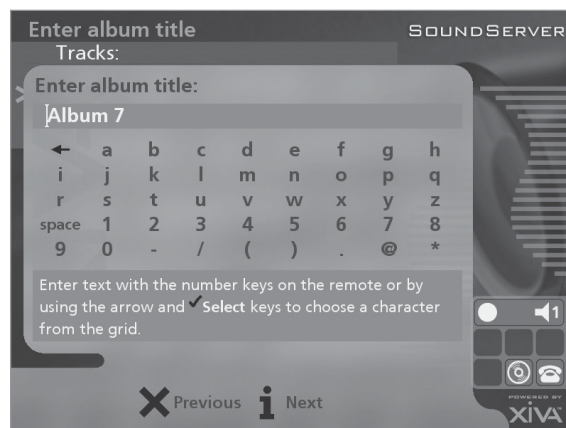 Enter album title
SOUNDSERVER
Tracks:
Enter album title:
Album 7
← a b c d e f g h
i j k l m n o p q
r s t u v w x y z
space 1 2 3 4 5 6 7 8
9 0 - / ( ) . @ *
Enter text with the number keys on the remote or by
using the arrow and ✔Select keys to choose a character
from the grid.
1
Previous i Next
POWERED BY
XiVA